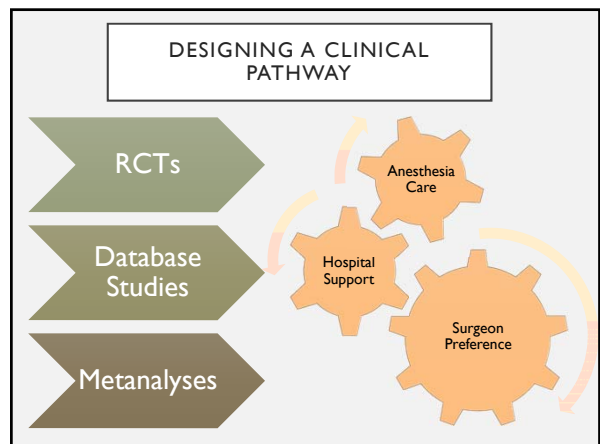 DESIGNING A CLINICAL
PATHWAY
RCTs
Database
Studies
Metanalyses
Anesthesia
Care
Hospital
Support
Surgeon
Preference